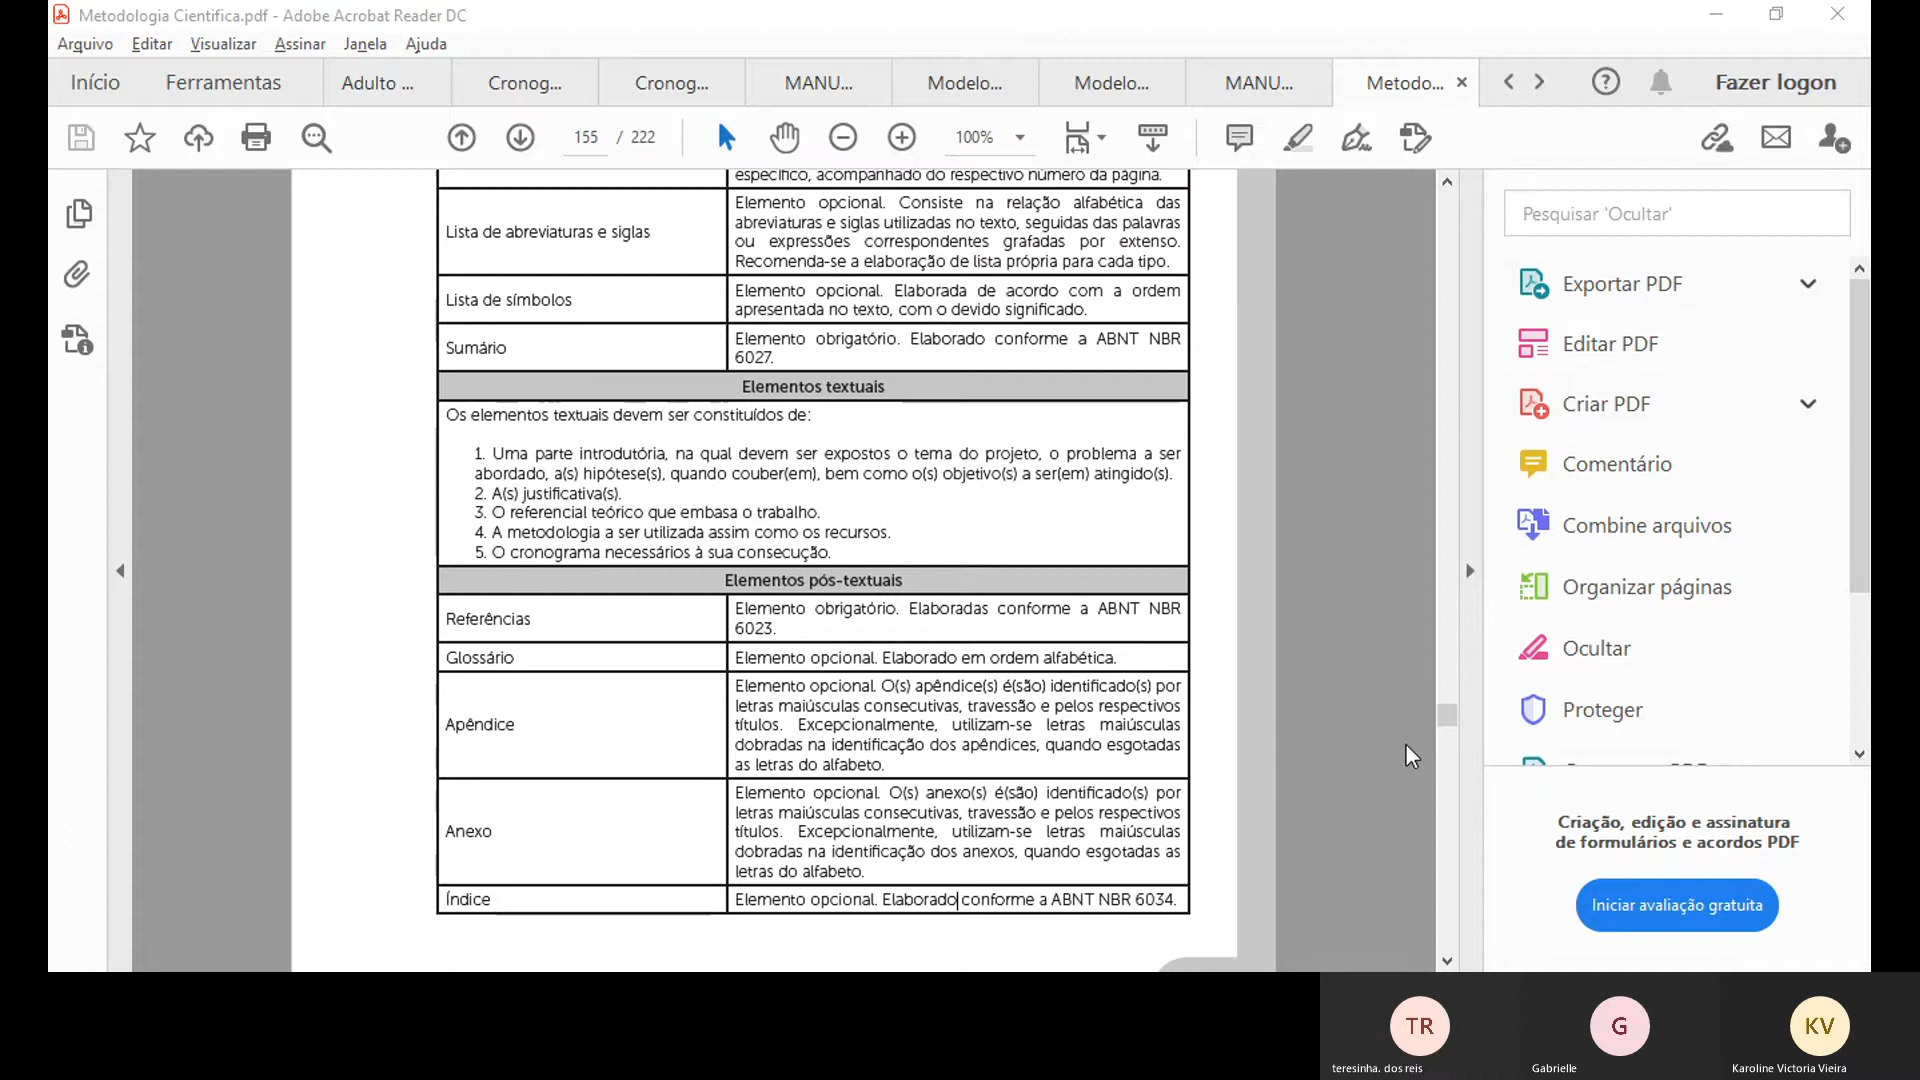 Metodologia Cientifica.pdf - Adobe Acrobat Reader DC
Arquivo Editar Visualizar Assinar Janela Ajuda
Início Ferramentas Adulto ... Cronog... Cronog... MANU... Modelo... Modelo... MANU... Metodo... × Fazer logon
155 / 222 100%
específico, acompanhado do respectivo número da página.
Lista de abreviaturas e siglas
Elemento opcional. Consiste na relação alfabética das
abreviaturas e siglas utilizadas no texto, seguidas das palavras
ou expressões correspondentes grafadas por extenso.
Recomenda-se a elaboração de lista própria para cada tipo.
Lista de símbolos
Elemento opcional. Elaborada de acordo com a ordem
apresentada no texto, com o devido significado.
Sumário
Elemento obrigatório. Elaborado conforme a ABNT NBR
6027.
Elementos textuais
Os elementos textuais devem ser constituídos de:
1. Uma parte introdutória, na qual devem ser expostos o tema do projeto, o problema a ser
abordado, a(s) hipótese(s), quando couber(em), bem como o(s) objetivo(s) a ser(em) atingido(s).
2. A(s) justificativa(s).
3. O referencial teórico que embasa o trabalho.
4. A metodologia a ser utilizada assim como os recursos.
5. O cronograma necessários à sua consecução.
Elementos pós-textuais
Referências
Elemento obrigatório. Elaboradas conforme a ABNT NBR
6023.
Glossário
Elemento opcional. Elaborado em ordem alfabética.
Apêndice
Elemento opcional. O(s) apêndice(s) é(são) identificado(s) por
letras maiúsculas consecutivas, travessão e pelos respectivos
títulos. Excepcionalmente, utilizam-se letras maiúsculas
dobradas na identificação dos apêndices, quando esgotadas
as letras do alfabeto.
Anexo
Elemento opcional. O(s) anexo(s) é(são) identificado(s) por
letras maiúsculas consecutivas, travessão e pelos respectivos
títulos. Excepcionalmente, utilizam-se letras maiúsculas
dobradas na identificação dos anexos, quando esgotadas as
letras do alfabeto.
Índice
Elemento opcional. Elaborado conforme a ABNT NBR 6034.
Pesquisar 'Ocultar'
Exportar PDF
Editar PDF
Criar PDF
Comentário
Combine arquivos
Organizar páginas
Ocultar
Proteger
Criação, edição e assinatura
de formulários e acordos PDF
Iniciar avaliação gratuita
TR G KV
teresinha. dos reis Gabrielle Karoline Victoria Vieira